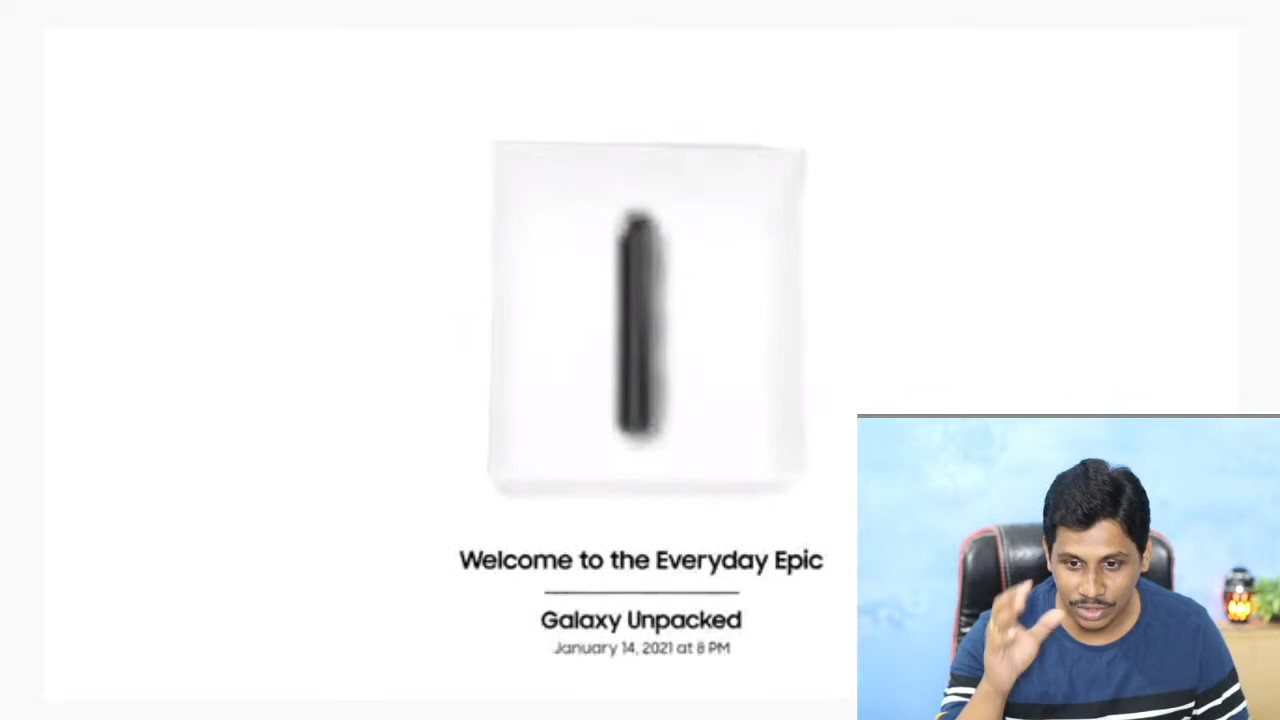 Welcome to the Everyday Epic
Galaxy Unpacked
January 14, 2021 at 8 PM